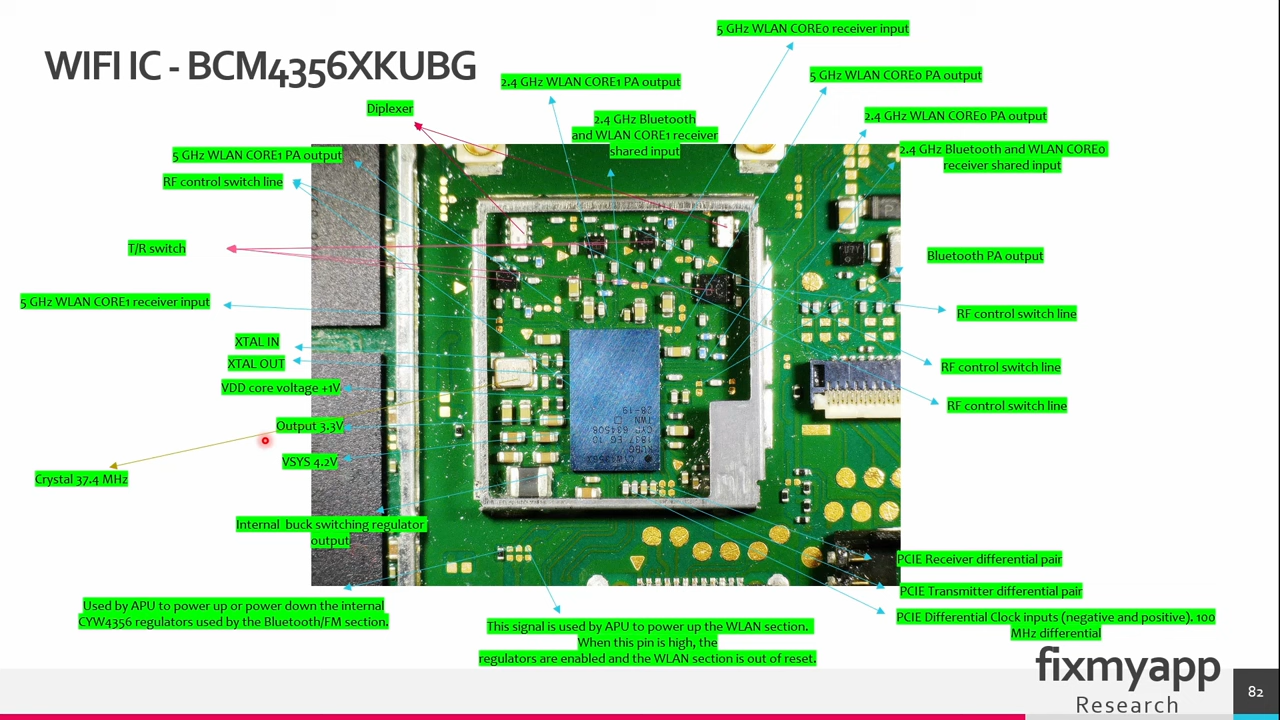 WIFI IC - BCM4356XKUBG
5 GHz WLAN CORE0 receiver input
2.4 GHz WLAN CORE1 PA output
5 GHz WLAN CORE0 PA output
Diplexer
2.4 GHz Bluetooth
and WLAN CORE1 receiver
shared input
2.4 GHz WLAN CORE0 PA output
5 GHz WLAN CORE1 PA output
2.4 GHz Bluetooth and WLAN CORE0
receiver shared input
RF control switch line
T/R switch
Bluetooth PA output
5 GHz WLAN CORE1 receiver input
RF control switch line
XTAL IN
XTAL OUT
RF control switch line
VDD core voltage +1V
RF control switch line
Output 3.3V
VSYS 4.2V
Crystal 37.4 MHz
28-19
TWN
CYP 634508
1837 EG 10
KUBG
Internal buck switching regulator
output
PCIE Receiver differential pair
PCIE Transmitter differential pair
Used by APU to power up or power down the internal
CYW4356 regulators used by the Bluetooth/FM section.
PCIE Differential Clock inputs (negative and positive). 100
MHz differential
This signal is used by APU to power up the WLAN section.
When this pin is high, the
regulators are enabled and the WLAN section is out of reset.
fixmyapp
Research
82